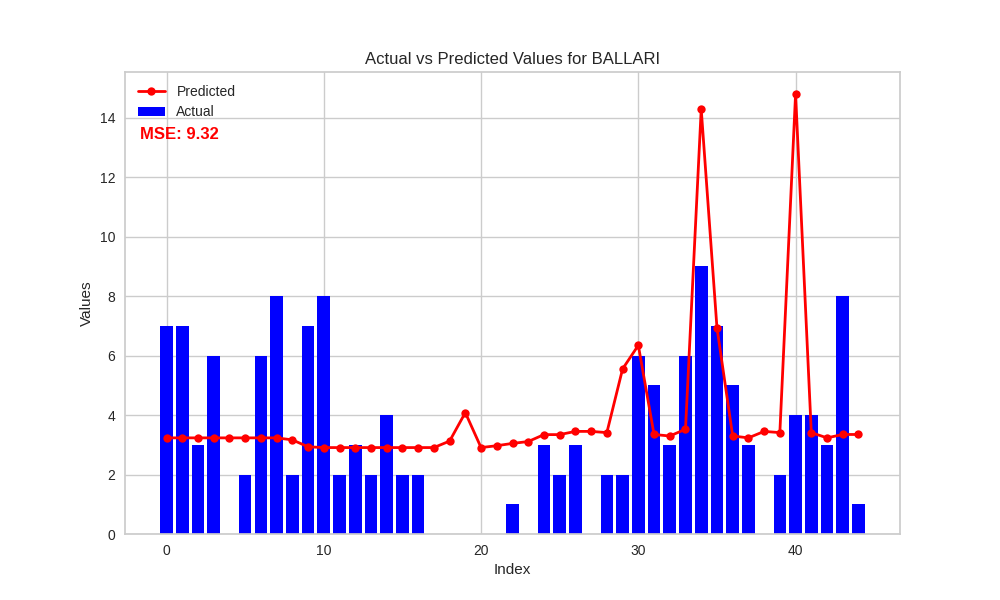 Actual vs Predicted Values for BALLARI
Predicted
Actual
MSE: 9.32
Values
14
12
10
8
6
4
2
0
0 10 20 30 40
Index